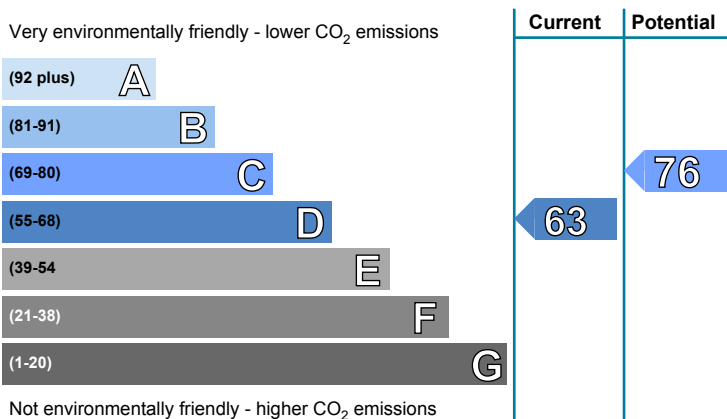 Very environmentally friendly - lower CO2 emissions
Current
Potential
(92 plus) A
(81-91) B
(69-80) C
76
(55-68) D
63
(39-54 E
(21-38) F
(1-20) G
Not environmentally friendly - higher CO2 emissions